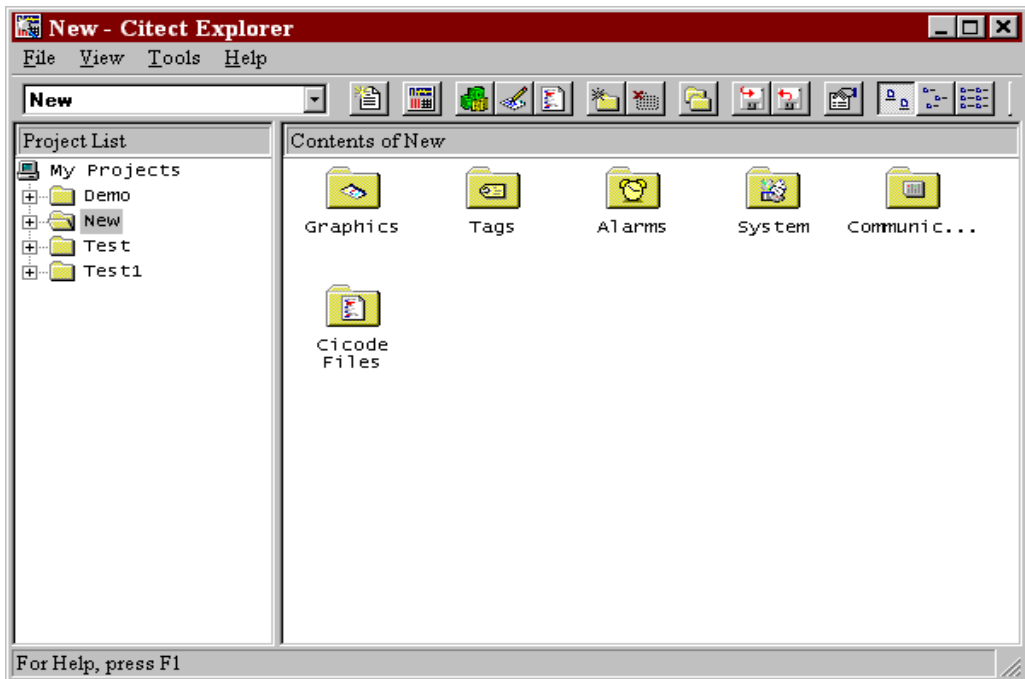 New - Citect Explorer
File View Tools Help
New
Project List
Contents of New
My Projects
Demo
New
Test
Test1
Graphics Tags Alarms System Communic...
Cicode
Files
For Help, press F1